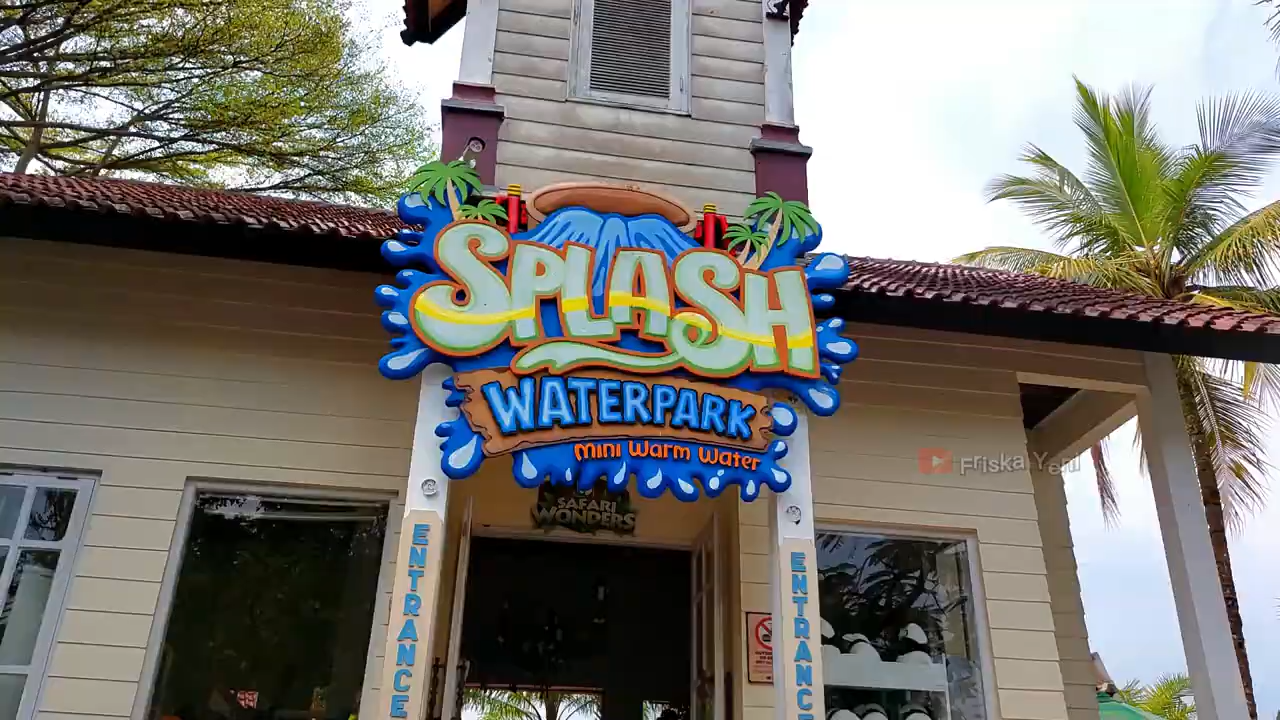 SPLASH
WATERPARK
Mini Warm Water
SAFARI
WONDERS
ENTRANCE
ENTRANCE
Friska Yeni